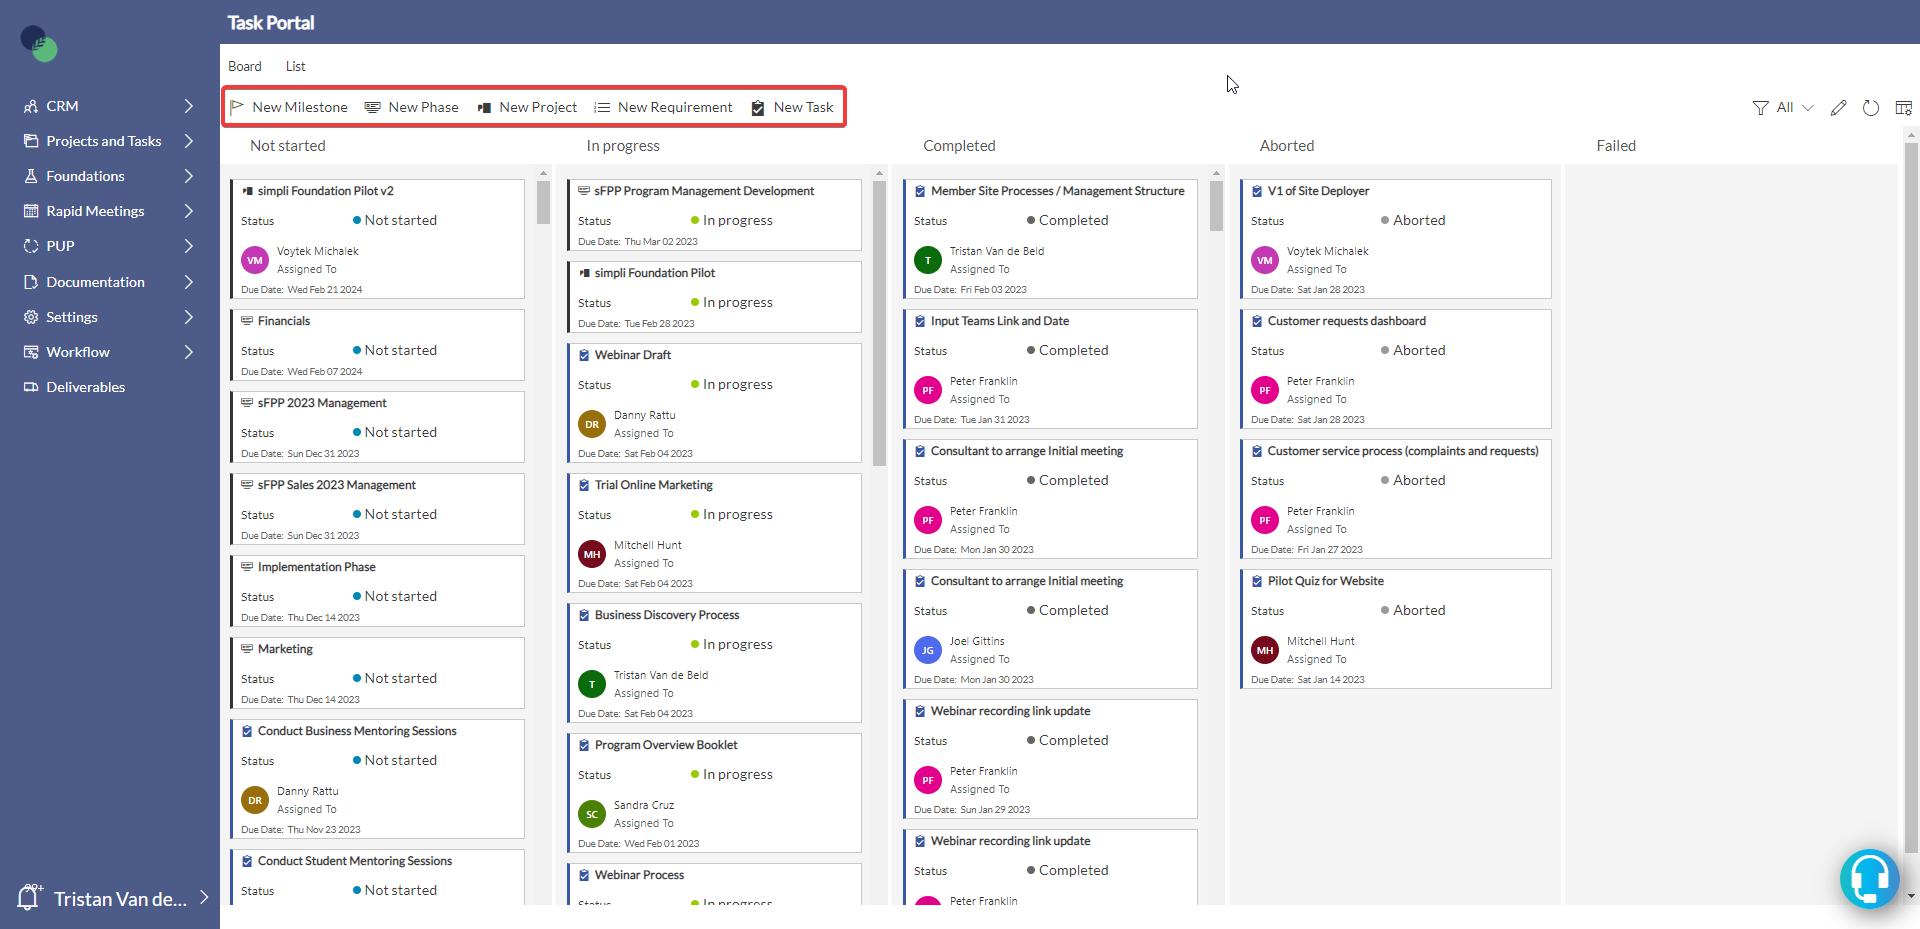 Task Portal
Board List
New Milestone New Phase New Project New Requirement New Task
All
CRM
Projects and Tasks
Foundations
Rapid Meetings
PUP
Documentation
Settings
Workflow
Deliverables
99+
Tristan Van de...
Not started
simpli Foundation Pilot v2
Status Not started
VM Voytek Michalek
Assigned To
Due Date: Wed Feb 21 2024
Financials
Status Not started
Due Date: Wed Feb 07 2024
sFPP 2023 Management
Status Not started
Due Date: Sun Dec 31 2023
sFPP Sales 2023 Management
Status Not started
Due Date: Sun Dec 31 2023
Implementation Phase
Status Not started
Due Date: Thu Dec 14 2023
Marketing
Status Not started
Due Date: Thu Dec 14 2023
Conduct Business Mentoring Sessions
Status Not started
DR Danny Rattu
Assigned To
Due Date: Thu Nov 23 2023
Conduct Student Mentoring Sessions
Status Not started
In progress
sFPP Program Management Development
Status In progress
Due Date: Thu Mar 02 2023
simpli Foundation Pilot
Status In progress
Due Date: Tue Feb 28 2023
Webinar Draft
Status In progress
DR Danny Rattu
Assigned To
Due Date: Sat Feb 04 2023
Trial Online Marketing
Status In progress
MH Mitchell Hunt
Assigned To
Due Date: Sat Feb 04 2023
Business Discovery Process
Status In progress
T Tristan Van de Beld
Assigned To
Due Date: Sat Feb 04 2023
Program Overview Booklet
Status In progress
SC Sandra Cruz
Assigned To
Due Date: Wed Feb 01 2023
Webinar Process
Status In progress
Completed
Member Site Processes / Management Structure
Status Completed
T Tristan Van de Beld
Assigned To
Due Date: Fri Feb 03 2023
Input Teams Link and Date
Status Completed
PF Peter Franklin
Assigned To
Due Date: Tue Jan 31 2023
Consultant to arrange Initial meeting
Status Completed
PF Peter Franklin
Assigned To
Due Date: Mon Jan 30 2023
Consultant to arrange Initial meeting
Status Completed
JG Joel Gittins
Assigned To
Due Date: Mon Jan 30 2023
Webinar recording link update
Status Completed
PF Peter Franklin
Assigned To
Due Date: Sun Jan 29 2023
Webinar recording link update
Status Completed
Peter Franklin
Aborted
V1 of Site Deployer
Status Aborted
VM Voytek Michalek
Assigned To
Due Date: Sat Jan 28 2023
Customer requests dashboard
Status Aborted
PF Peter Franklin
Assigned To
Due Date: Sat Jan 28 2023
Customer service process (complaints and requests)
Status Aborted
PF Peter Franklin
Assigned To
Due Date: Fri Jan 27 2023
Pilot Quiz for Website
Status Aborted
MH Mitchell Hunt
Assigned To
Due Date: Sat Jan 14 2023
Failed